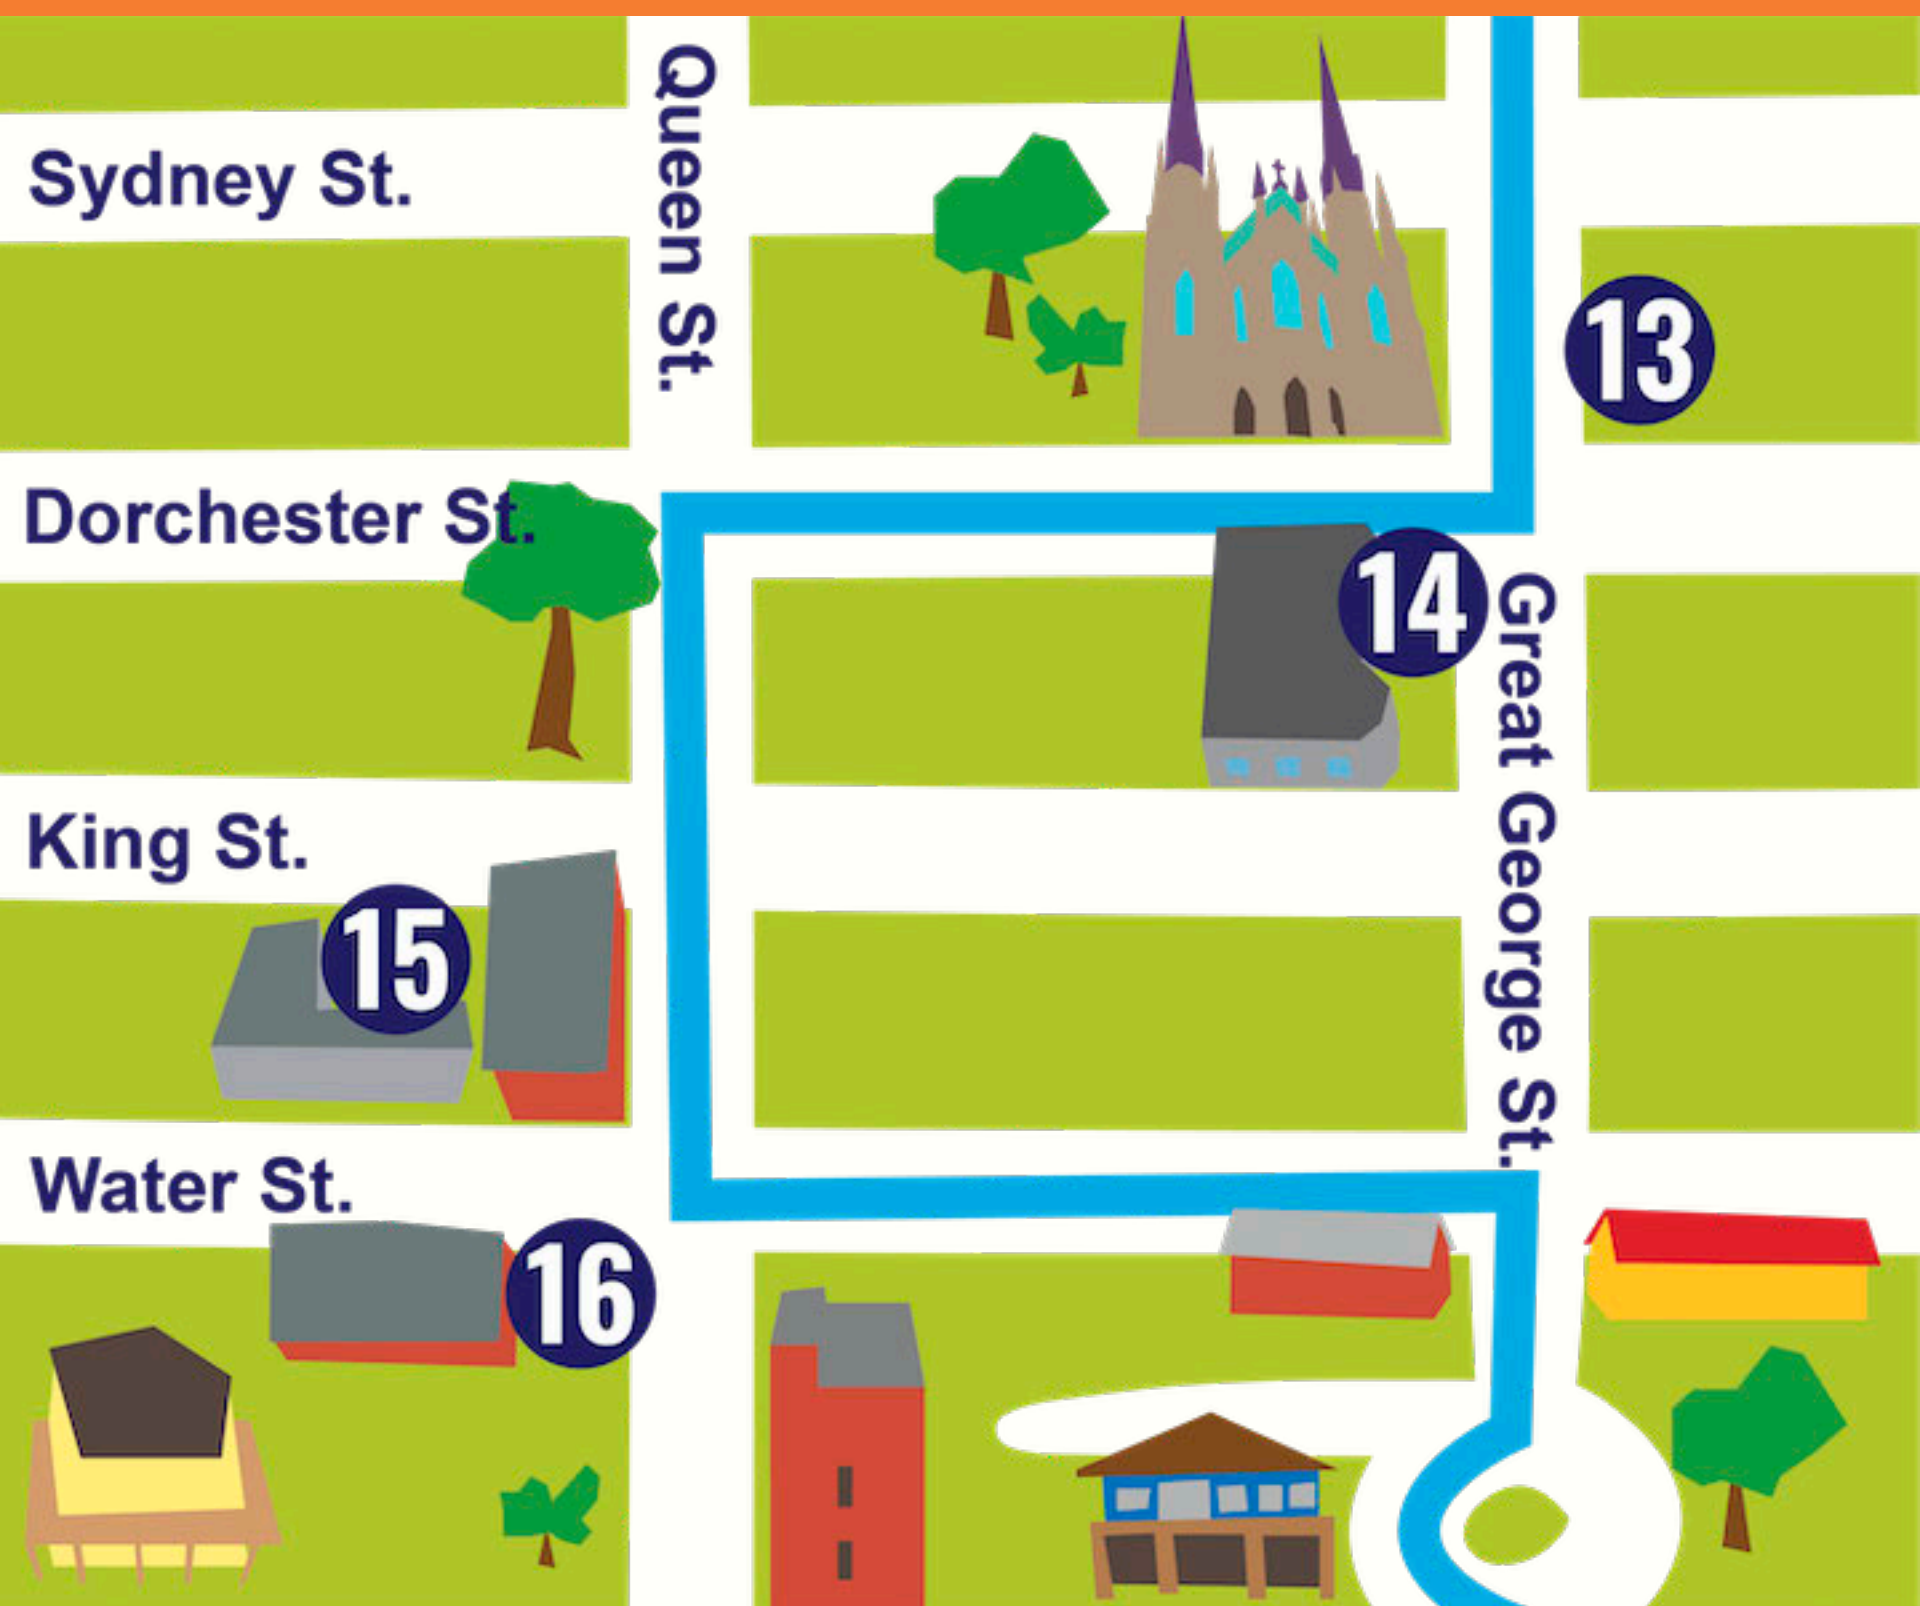 Queen St.
Sydney St.
13
Dorchester St.
14
Great George St.
King St.
15
Water St.
16